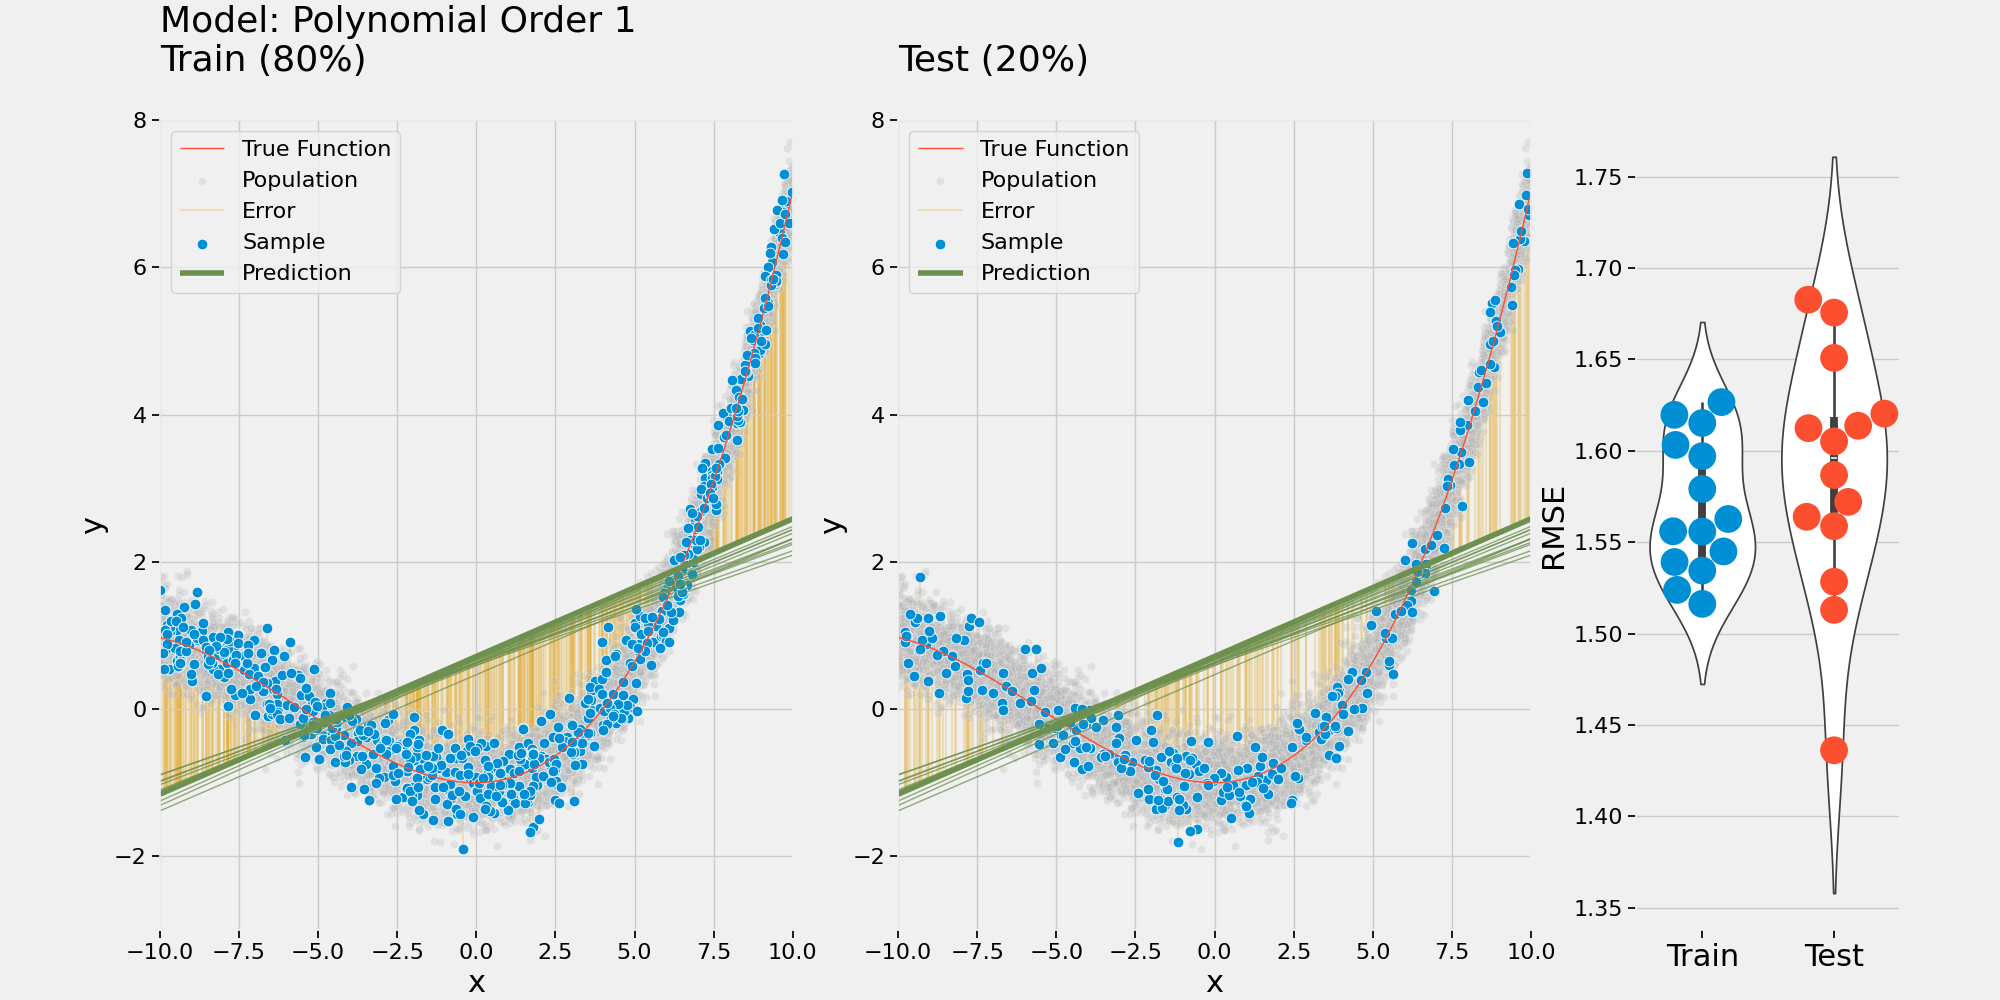 Model: Polynomial Order 1
Train (80%)
Test (20%)
True Function
Population
Error
Sample
Prediction
8
6
4
2
0
−2
y
−10.0 −7.5 −5.0 −2.5 0.0 2.5 5.0 7.5 10.0
x
True Function
Population
Error
Sample
Prediction
8
6
4
2
0
−2
y
−10.0 −7.5 −5.0 −2.5 0.0 2.5 5.0 7.5 10.0
x
1.75
1.70
1.65
1.60
1.55
1.50
1.45
1.40
1.35
RMSE
Train Test